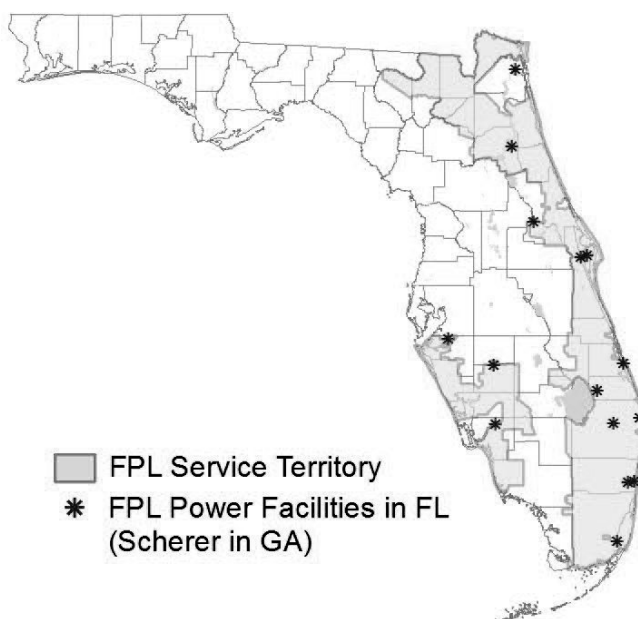 FPL Service Territory
FPL Power Facilities in FL
(Scherer in GA)